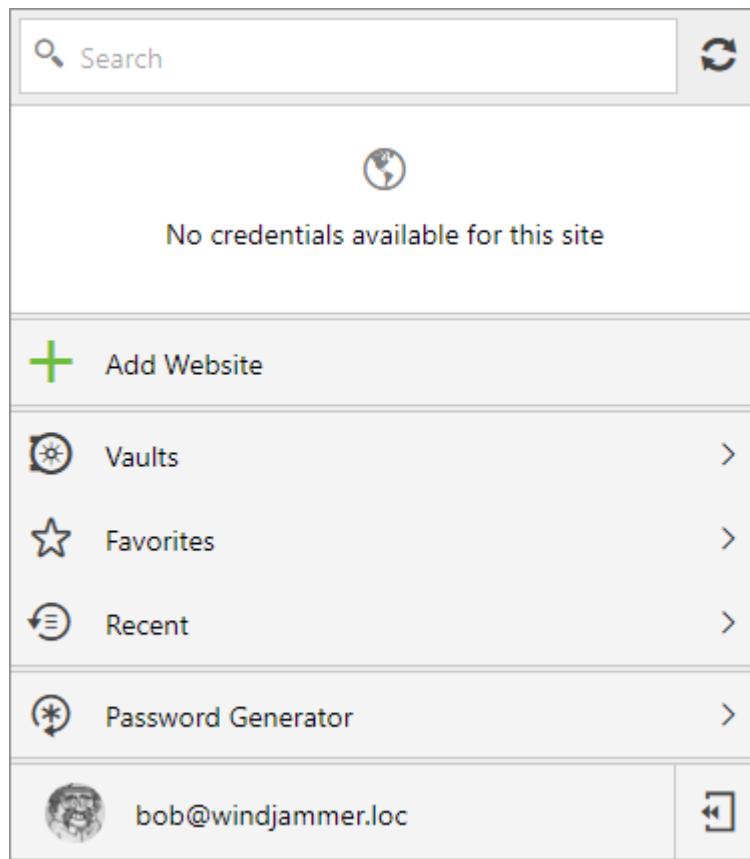 Search
No credentials available for this site
Add Website
Vaults
Favorites
Recent
Password Generator
bob@windjammer.loc